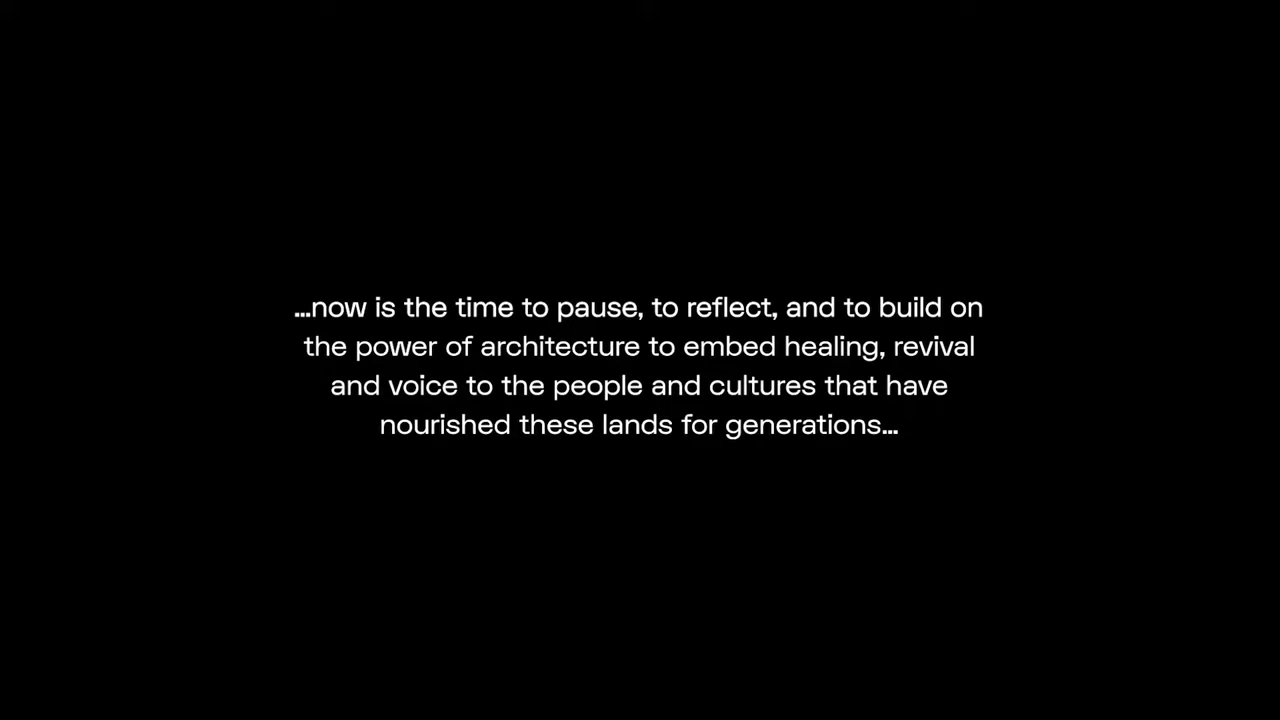 ...now is the time to pause, to reflect, and to build on
the power of architecture to embed healing, revival
and voice to the people and cultures that have
nourished these lands for generations...